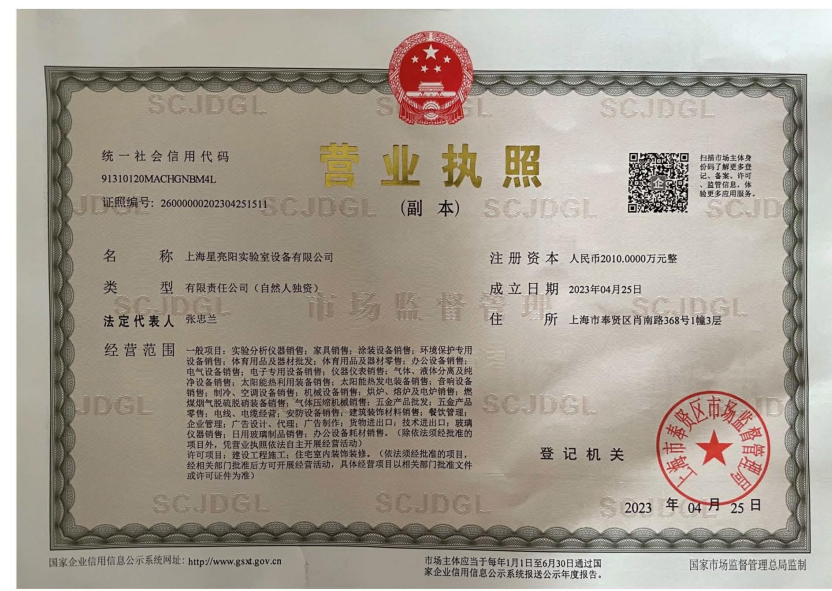 统一社会信用代码
91310120MACHGNBM4L
证照编号：26000000202304251511
营业执照
（副 本）
扫描市场主体身
份码了解更多登
记、备案、许可
、监管信息，体
验更多应用服务。
名 称 上海星亮阳实验室设备有限公司
类 型 有限责任公司（自然人独资）
法定代表人 张忠兰
经营范围 一般项目：实验分析仪器销售；家具销售；涂装设备销售；环境保护专用
设备销售；体育用品及器材批发；体育用品及器材零售；办公设备销售；
电气设备销售；电子专用设备销售；仪器仪表销售；气体、液体分离及纯
净设备销售；太阳能热利用装备销售；太阳能热发电装备销售；音响设备
销售；制冷、空调设备销售；机械设备销售；烘炉、熔炉及电炉销售；燃
煤烟气脱硫脱硝装备销售；气体压缩机械销售；五金产品批发；五金产品
零售；电线、电缆经营；安防设备销售；建筑装饰材料销售；餐饮管理；
企业管理；广告设计、代理；广告制作；货物进出口；技术进出口；玻璃
仪器销售；日用玻璃制品销售；办公设备耗材销售。（除依法须经批准的
项目外，凭营业执照依法自主开展经营活动）
许可项目：建设工程施工；住宅室内装饰装修。（依法须经批准的项目，
经相关部门批准后方可开展经营活动，具体经营项目以相关部门批准文件
或许可证件为准）
注册资本 人民币2010.0000万元整
成立日期 2023年04月25日
住 所 上海市奉贤区肖南路368号1幢3层
市场监督管理
SCJDGL
登记机关
上海市奉贤区市场监督管理局
2023 年 04 月 25 日
国家企业信用信息公示系统网址：http://www.gsxt.gov.cn
市场主体应当于每年1月1日至6月30日通过国
家企业信用信息公示系统报送公示年度报告。
国家市场监督管理总局监制